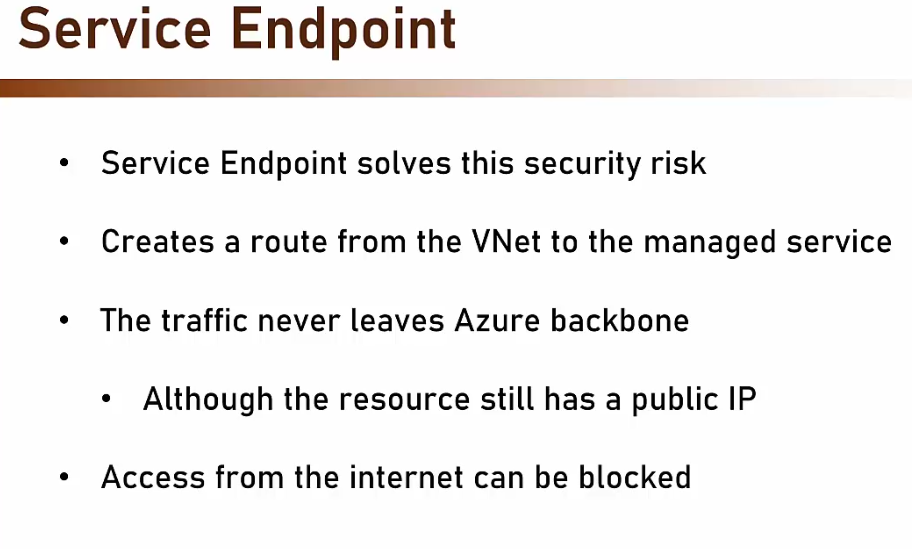 Service Endpoint
• Service Endpoint solves this security risk
• Creates a route from the VNet to the managed service
• The traffic never leaves Azure backbone
• Although the resource still has a public IP
• Access from the internet can be blocked